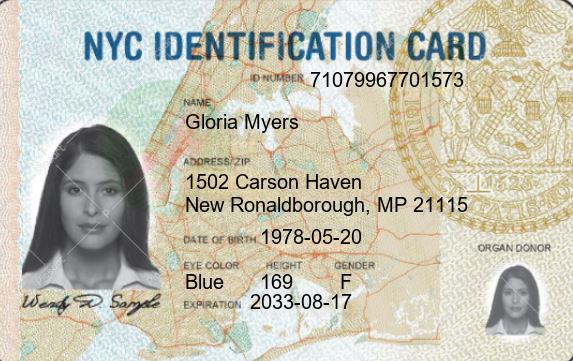 NYC IDENTIFICATION CARD
ID NUMBER 71079967701573
NAME
Gloria Myers
ADDRESS/ZIP
1502 Carson Haven
New Ronaldborough, MP 21115
DATE OF BIRTH 1978-05-20
ORGAN DONOR
EYE COLOR HEIGHT GENDER
Blue 169 F
EXPIRATION 2033-08-17
Wendy D. Sample